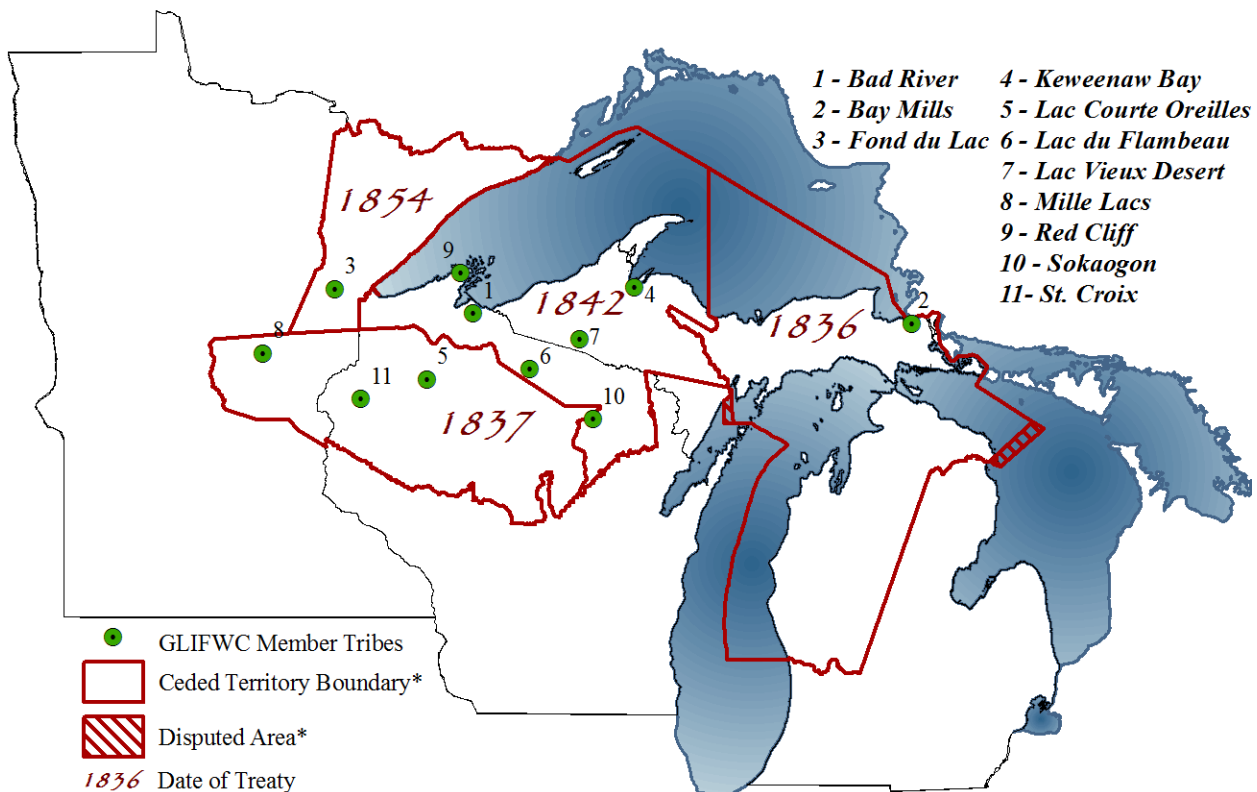 1 - Bad River
2 - Bay Mills
3 - Fond du Lac
4 - Keweenaw Bay
5 - Lac Courte Oreilles
6 - Lac du Flambeau
7 - Lac Vieux Desert
8 - Mille Lacs
9 - Red Cliff
10 - Sokaogon
11- St. Croix
1854
9
3
1
1842
4
2
1836
8
7
5
6
11
10
1837
GLIFWC Member Tribes
Ceded Territory Boundary*
Disputed Area*
1836 Date of Treaty